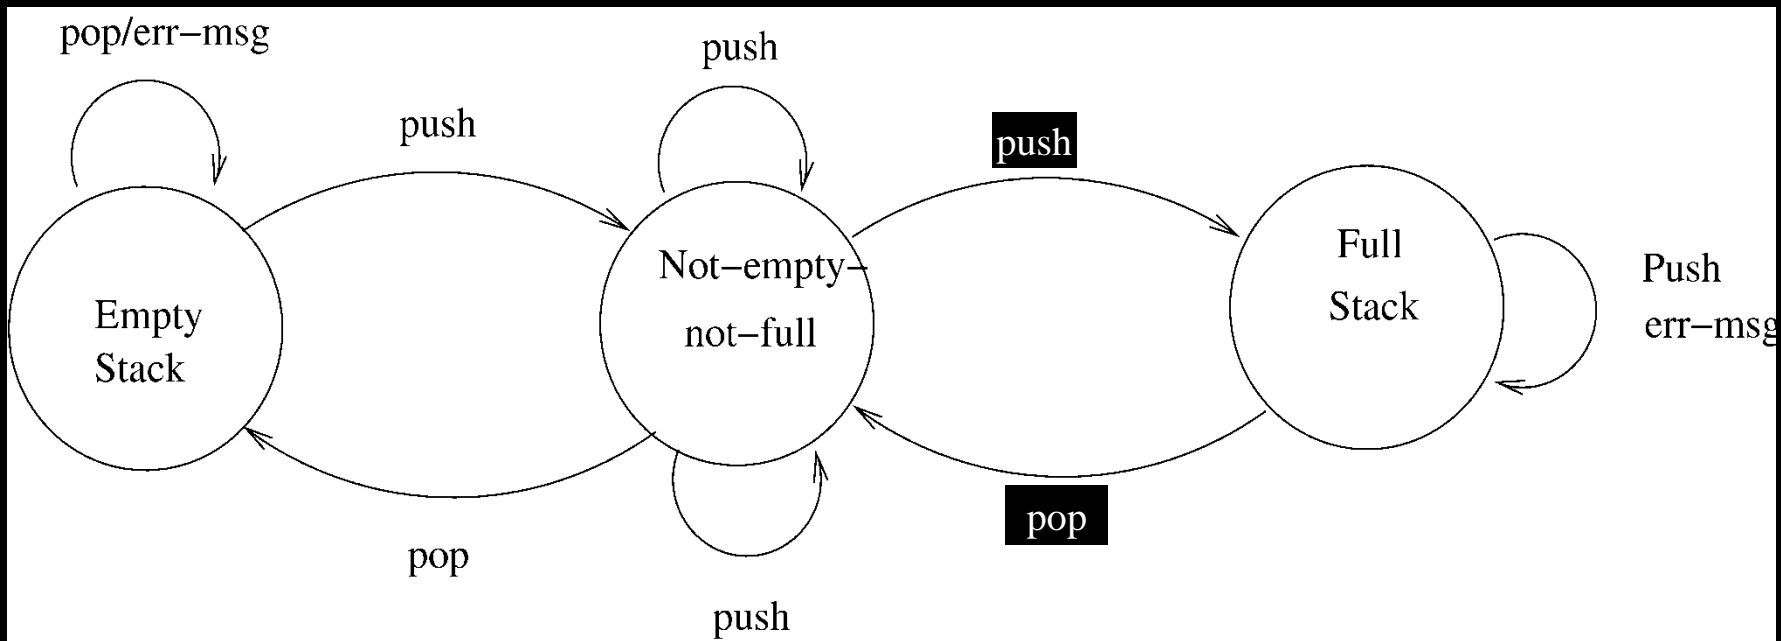 pop/err−msg
push
push
push
Empty
Stack
Not−empty−
not−full
Full
Stack
Push
err−msg
pop
push
pop